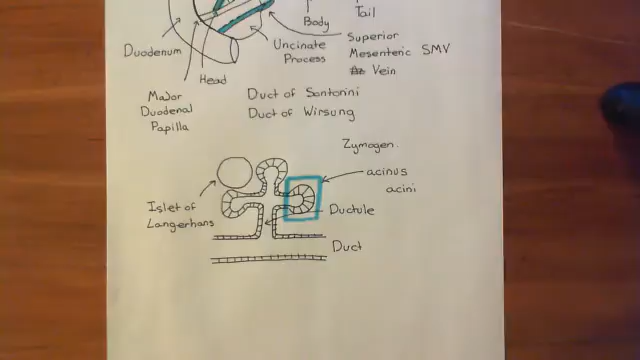 Tail
Body
Duodenum
Uncinate
Process
Superior
Mesenteric SMV
Vein
Head
Major
Duodenal
Papilla
Duct of Santorini
Duct of Wirsung
Zymogen.
acinus
acini
Islet of
Langerhans
Ductule
Duct